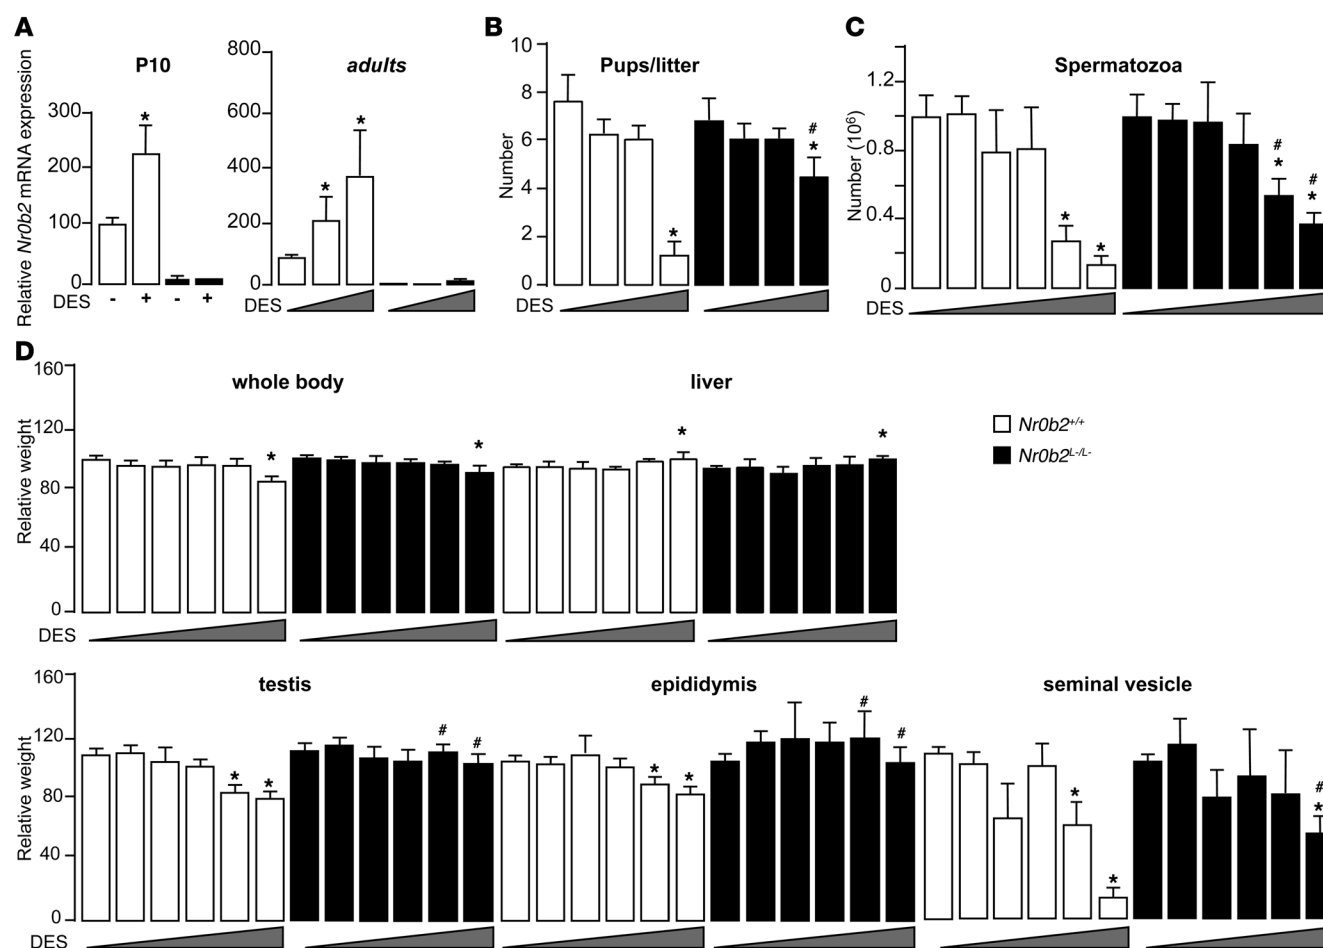 A
P10
adults
Relative Nr0b2 mRNA expression
300
200
100
0
800
600
400
200
0
*
*
*
DES - + - +
DES
B
Pups/litter
Number
10
8
6
4
2
0
*
#
*
DES
C
Spermatozoa
Number (10⁶)
1.2
0.8
0.4
0
*
*
#
*
#
*
DES
D
whole body
liver
Relative weight
160
120
80
40
0
*
*
*
*
DES
Nr0b2+/+
Nr0b2L-/L-
testis
epididymis
seminal vesicle
Relative weight
160
120
80
40
0
*
*
#
#
*
*
#
#
*
*
#
*
DES